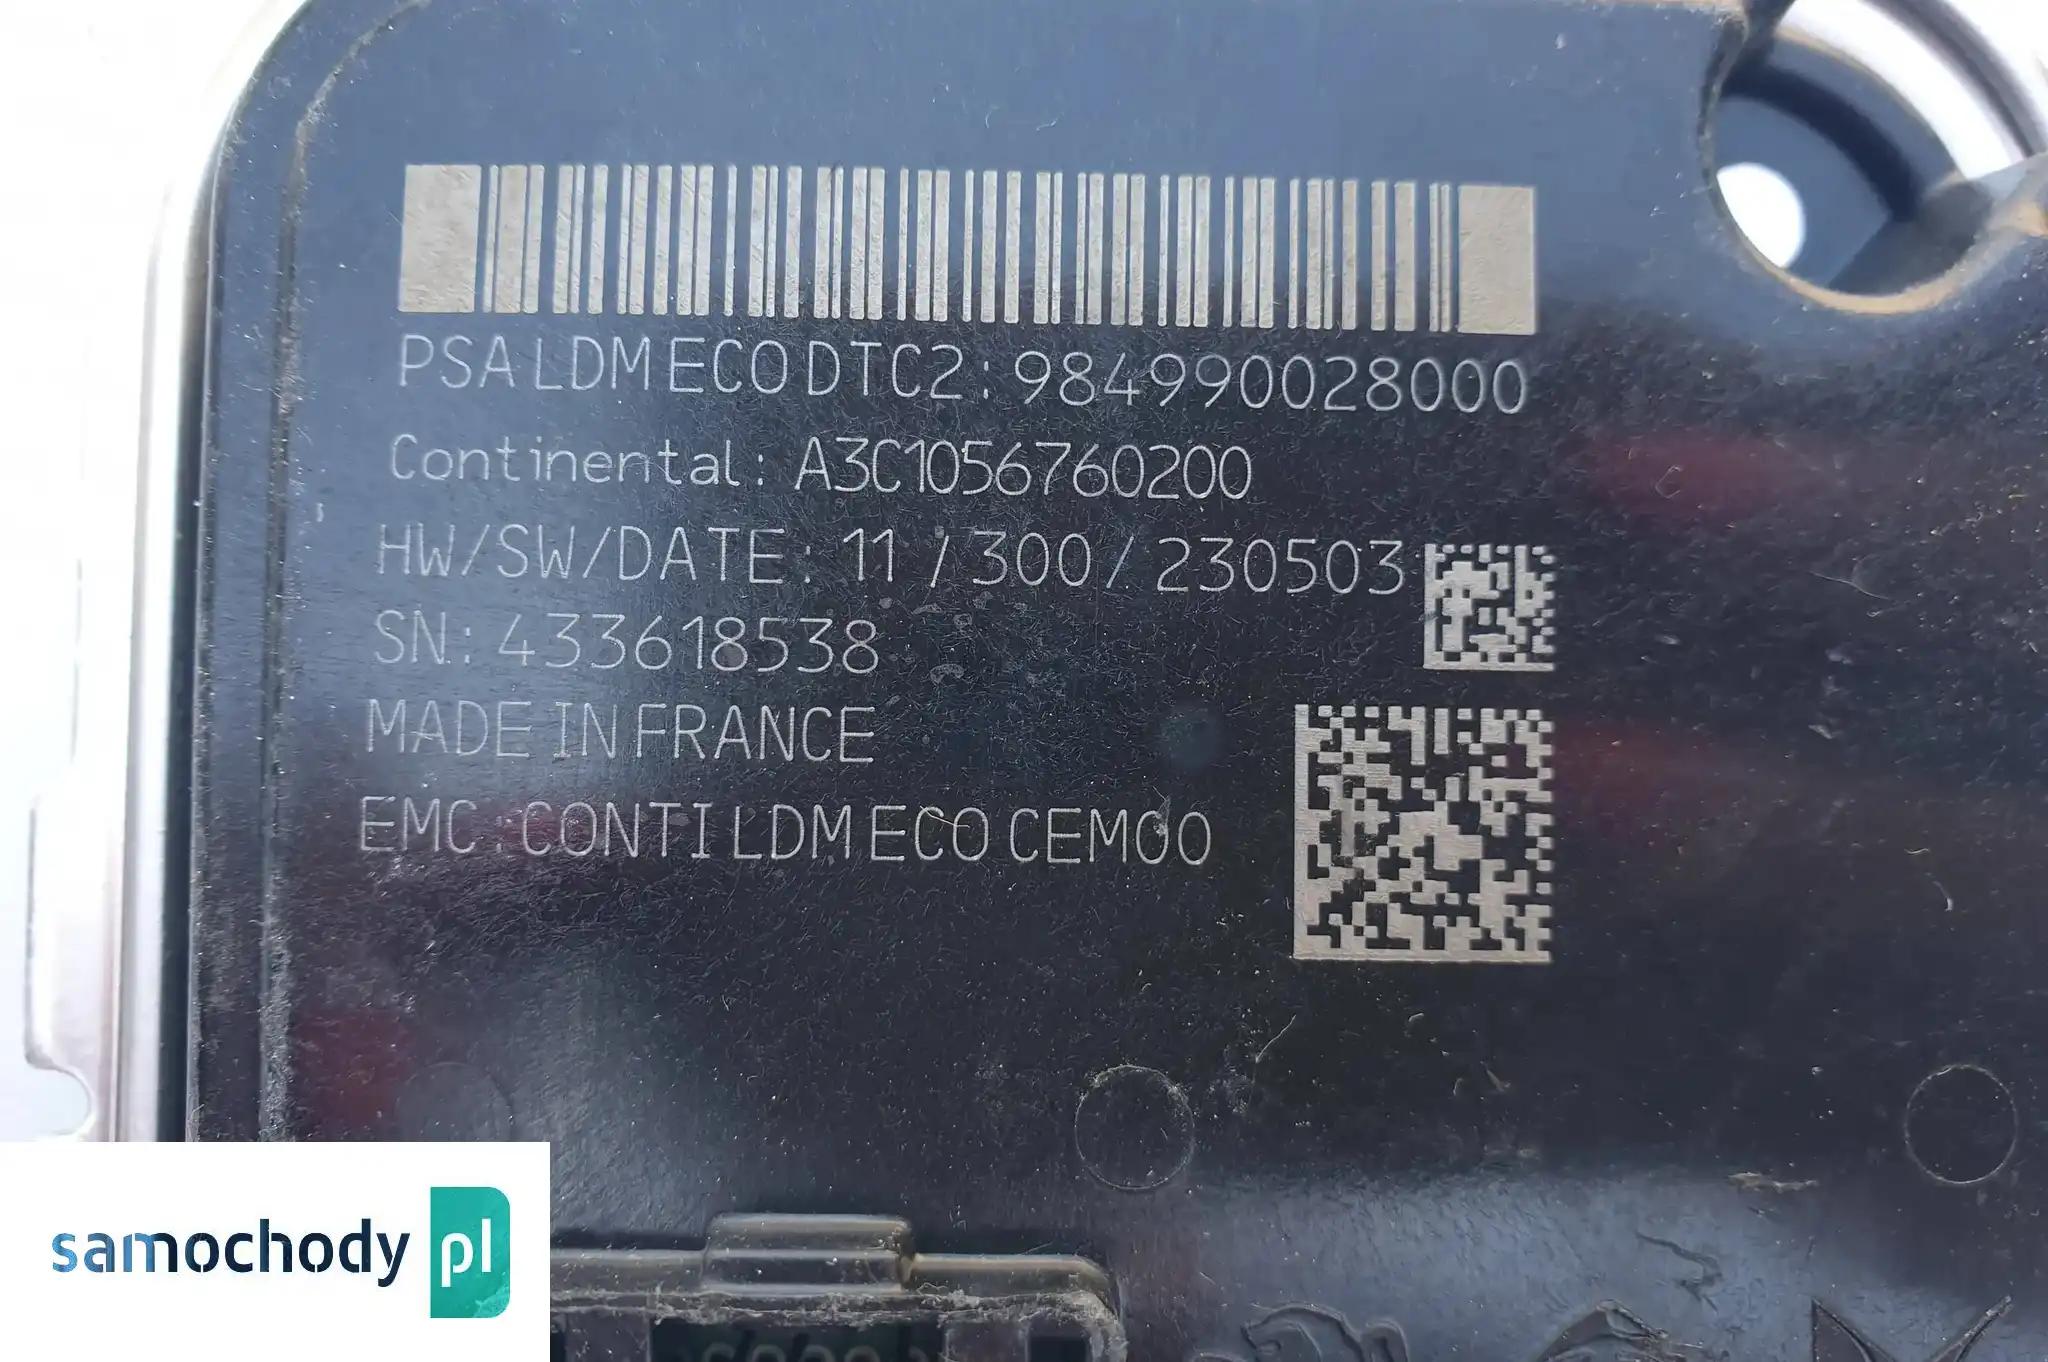 PSA LDM ECO DTC2: 984990028000
Continental: A3C1056760200
HW/SW/DATE: 11 /300/230503
SN: 433618538
MADE IN FRANCE
EMC:CONTI LDM ECO CEM00
samochody pl